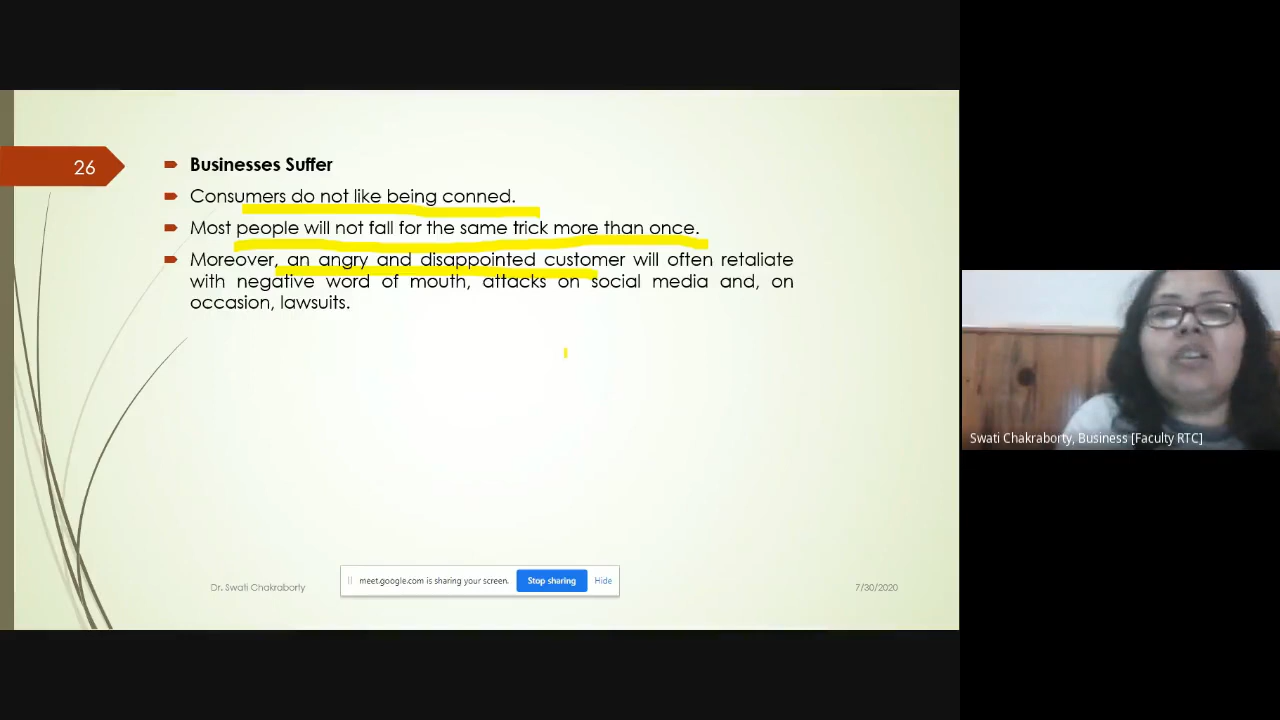 26
Businesses Suffer
Consumers do not like being conned.
Most people will not fall for the same trick more than once.
Moreover, an angry and disappointed customer will often retaliate
with negative word of mouth, attacks on social media and, on
occasion, lawsuits.
Swati Chakraborty, Business [Faculty RTC]
Dr. Swati Chakraborty
meet.google.com is sharing your screen.
Stop sharing
Hide
7/30/2020